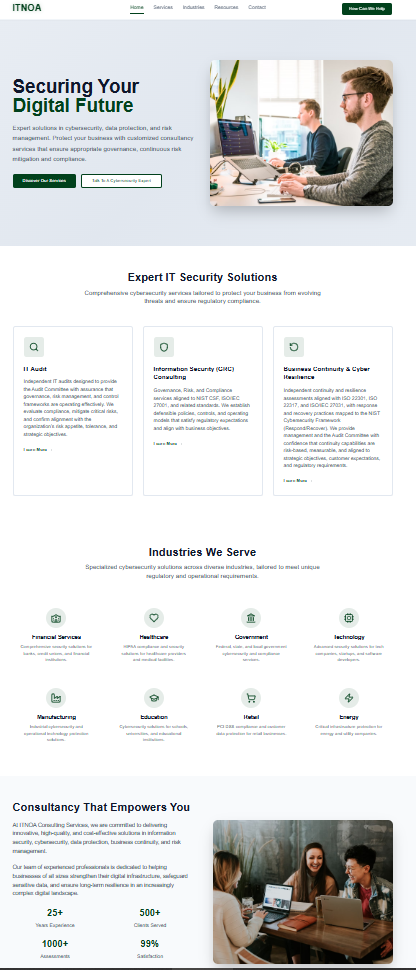 ITNOA
Home Services Industries Resources Contact
How Can We Help
Securing Your
Digital Future
Expert solutions in cybersecurity, data protection, and risk
management. Protect your business with customized consultancy
services that ensure appropriate governance, continuous risk
mitigation and compliance.
Discover Our Services
Talk To A Cybersecurity Expert
Expert IT Security Solutions
Comprehensive cybersecurity services tailored to protect your business from evolving
threats and ensure regulatory compliance.
IT Audit
Independent IT audits designed to provide
the Audit Committee with assurance that
governance, risk management, and control
frameworks are operating effectively. We
evaluate compliance, mitigate critical risks,
and confirm alignment with the
organization's risk appetite, tolerance, and
strategic objectives.
Learn More
Information Security (GRC)
Consulting
Governance, Risk, and Compliance
services aligned to NIST CSF, ISO/IEC
27001, and related standards. We establish
defensible policies, controls, and operating
models that satisfy regulatory expectations
and align with business objectives.
Learn More
Business Continuity & Cyber
Resilience
Independent continuity and resilience
assessments aligned with ISO 22301, ISO
22317, and ISO/IEC 27031, with response
and recovery practices mapped to the NIST
Cybersecurity Framework
(Respond/Recover). We provide
management and the Audit Committee with
confidence that continuity capabilities are
risk-based, measurable, and aligned to
strategic objectives, customer expectations,
and regulatory requirements.
Learn More
Industries We Serve
Specialized cybersecurity solutions across diverse industries, tailored to meet unique
regulatory and operational requirements.
Financial Services
Comprehensive security solutions for
banks, credit unions, and financial
institutions.
Healthcare
HIPAA compliance and security
solutions for healthcare providers
and medical facilities.
Government
Federal, state, and local government
cybersecurity and compliance
services.
Technology
Advanced security solutions for tech
companies, startups, and software
developers.
Manufacturing
Industrial cybersecurity and
operational technology protection
solutions.
Education
Cybersecurity solutions for schools,
universities, and educational
institutions.
Retail
PCI DSS compliance and customer
data protection for retail businesses.
Energy
Critical infrastructure protection for
energy and utility companies.
Consultancy That Empowers You
At ITNOA Consulting Services, we are committed to delivering
innovative, high-quality, and cost-effective solutions in information
security, cybersecurity, data protection, business continuity, and risk
management.
Our team of experienced professionals is dedicated to helping
businesses of all sizes strengthen their digital infrastructure, safeguard
sensitive data, and ensure long-term resilience in an increasingly
complex digital landscape.
25+
Years Experience
500+
Clients Served
1000+
Assessments
99%
Satisfaction